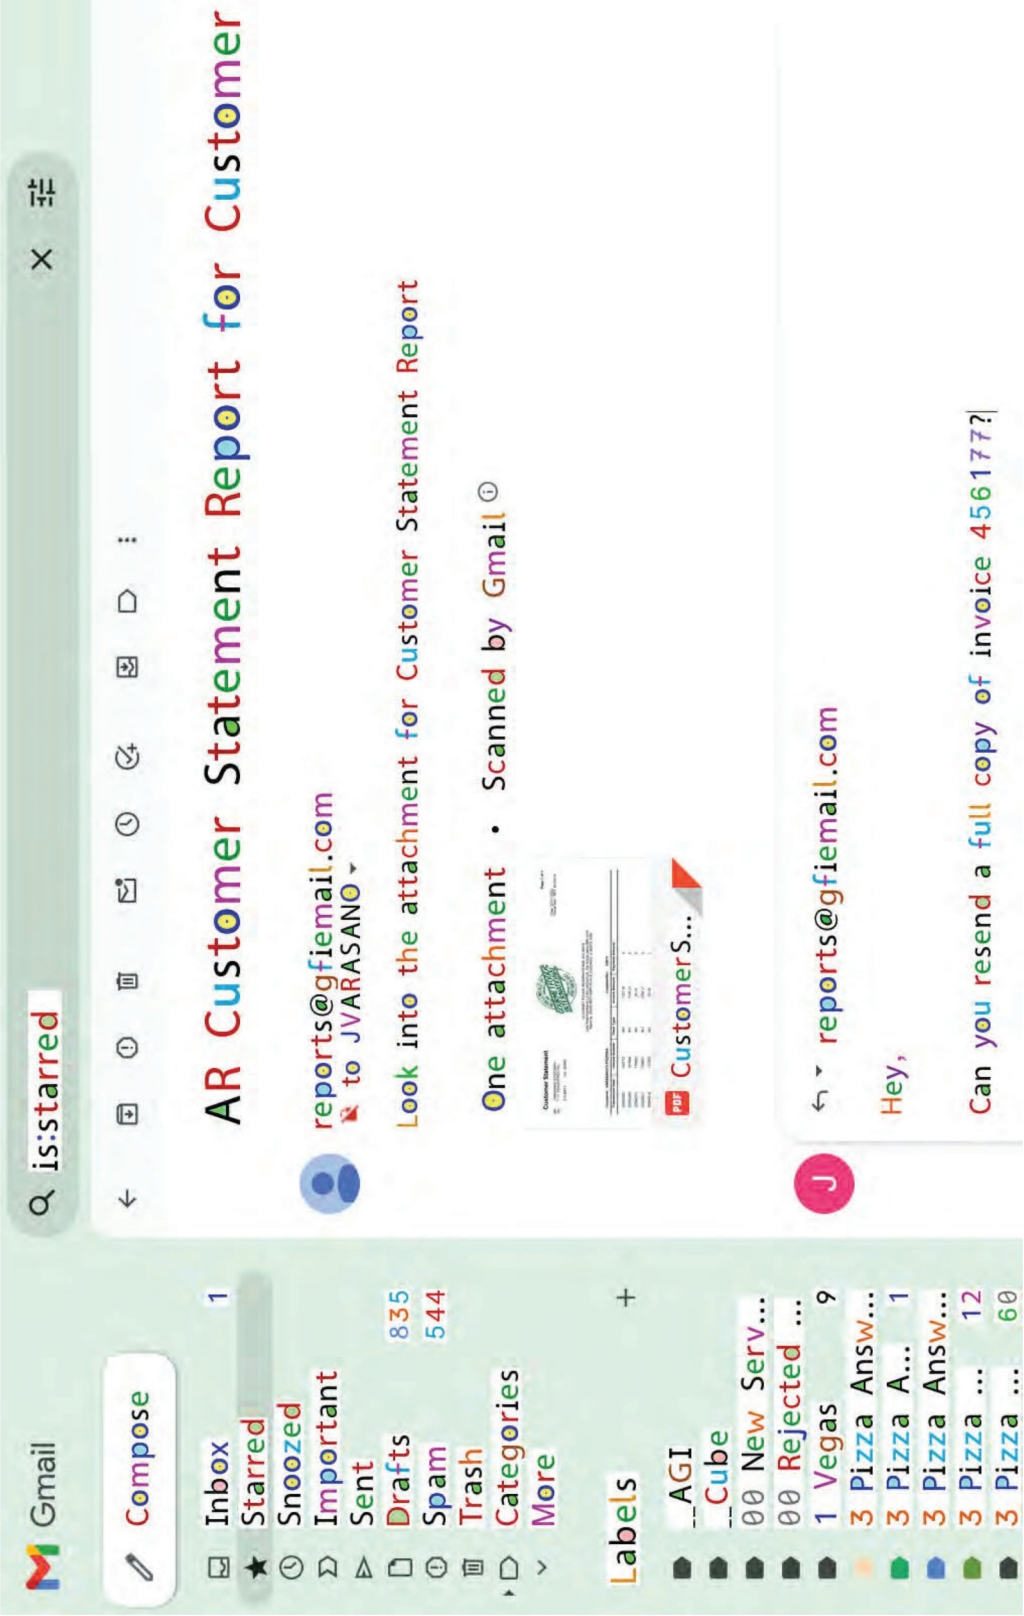 Gmail
is:starred
Compose
Inbox 1
Starred
Snoozed
Important
Sent
Drafts 835
Spam 544
Trash
Categories
More
Labels +
__AGI
__Cube
00 New Serv...
00 Rejected ...
1 Vegas 9
3 Pizza Answ...
3 Pizza A... 1
3 Pizza Answ...
3 Pizza ... 12
3 Pizza ... 60
AR Customer Statement Report for Customer
reports@gfiemail.com
to JVARASANO
Look into the attachment for Customer Statement Report
One attachment • Scanned by Gmail
Customer Statement
PDF CustomerS...
J
reports@gfiemail.com
Hey,
Can you resend a full copy of invoice 4561777?